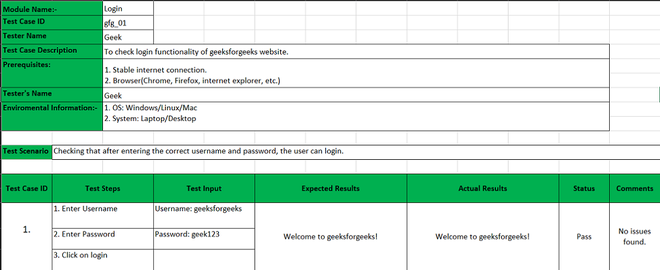 Module Name:- Login
Test Case ID gfg_01
Tester Name Geek
Test Case Description To check login functionality of geeksforgeeks website.
Prerequisites: 1. Stable internet connection.
2. Browser(Chrome, Firefox, internet explorer, etc.)
Tester's Name Geek
Enviromental Information:- 1. OS: Windows/Linux/Mac
2. System: Laptop/Desktop
Test Scenario Checking that after entering the correct username and password, the user can login.
Test Case ID Test Steps Test Input Expected Results Actual Results Status Comments
1. Enter Username Username: geeksforgeeks
1. 2. Enter Password Password: geek123 Welcome to geeksforgeeks! Welcome to geeksforgeeks! Pass No issues
found.
3. Click on login